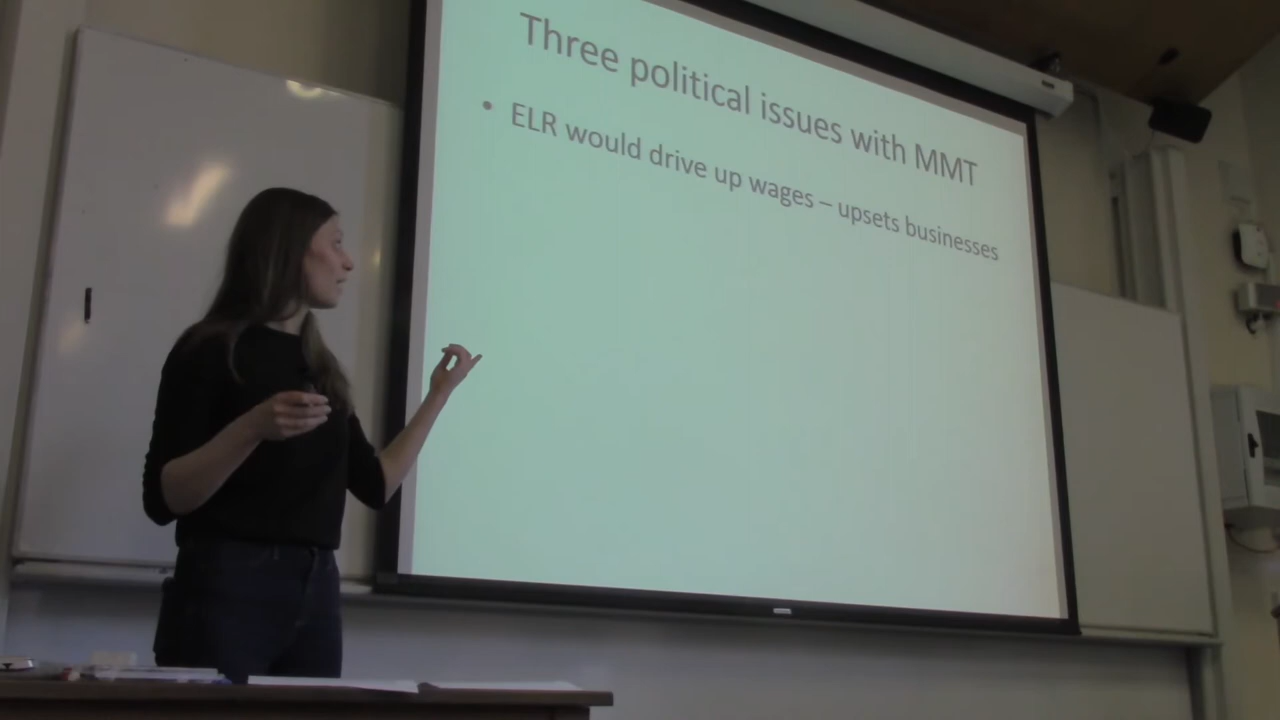 Three political issues with MMT
• ELR would drive up wages – upsets businesses